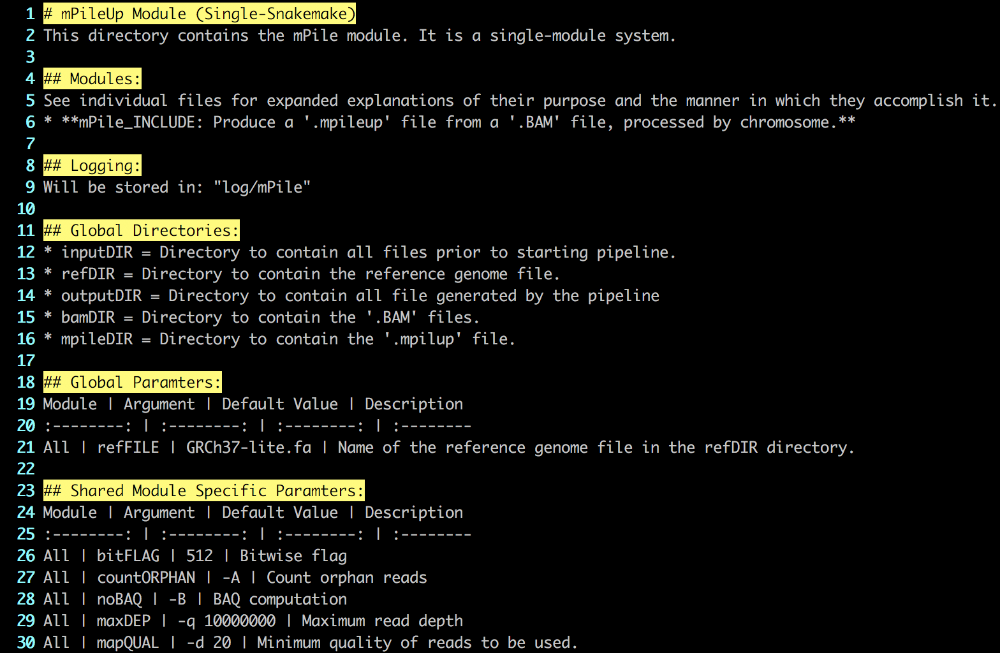 1 # mPileUp Module (Single-Snakemake)
2 This directory contains the mPile module. It is a single-module system.
3
4 ## Modules:
5 See individual files for expanded explanations of their purpose and the manner in which they accomplish it.
6 * **mPile_INCLUDE: Produce a '.mpileup' file from a '.BAM' file, processed by chromosome.**
7
8 ## Logging:
9 Will be stored in: "log/mPile"
10
11 ## Global Directories:
12 * inputDIR = Directory to contain all files prior to starting pipeline.
13 * refDIR = Directory to contain the reference genome file.
14 * outputDIR = Directory to contain all file generated by the pipeline
15 * bamDIR = Directory to contain the '.BAM' files.
16 * mpileDIR = Directory to contain the '.mpilup' file.
17
18 ## Global Paramters:
19 Module | Argument | Default Value | Description
20 :--------: | :--------: | :--------: | :--------
21 All | refFILE | GRCh37-lite.fa | Name of the reference genome file in the refDIR directory.
22
23 ## Shared Module Specific Paramters:
24 Module | Argument | Default Value | Description
25 :--------: | :--------: | :--------: | :--------
26 All | bitFLAG | 512 | Bitwise flag
27 All | countORPHAN | -A | Count orphan reads
28 All | noBAQ | -B | BAQ computation
29 All | maxDEP | -q 10000000 | Maximum read depth
30 All | mapQUAL | -d 20 | Minimum quality of reads to be used.